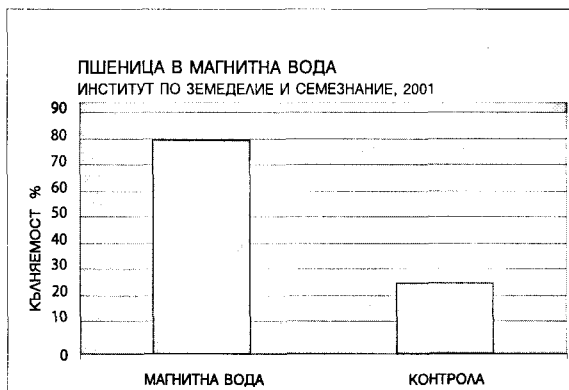 ПШЕНИЦА В МАГНИТНА ВОДА
ИНСТИТУТ ПО ЗЕМЕДЕЛИЕ И СЕМЕЗНАНИЕ, 2001
КЪЛНЯЕМОСТ %
90
80
70
60
50
40
30
20
10
0
МАГНИТНА ВОДА КОНТРОЛА